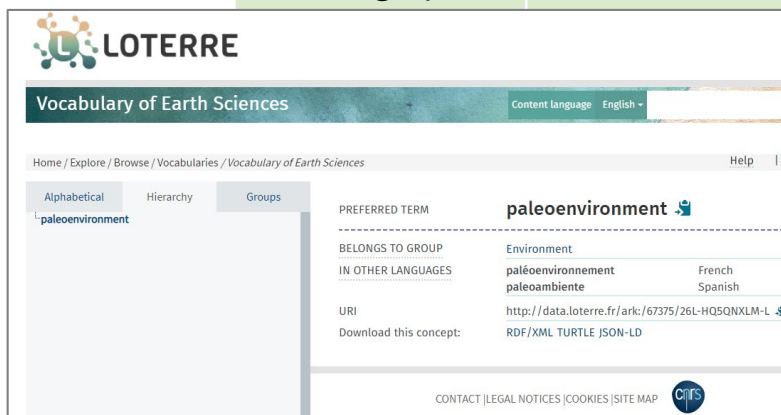 LOTERRE
Vocabulary of Earth Sciences
Content language English
Home / Explore / Browse / Vocabularies / Vocabulary of Earth Sciences
Help |
Alphabetical Hierarchy Groups
paleoenvironment
PREFERRED TERM paleoenvironment
BELONGS TO GROUP Environment
IN OTHER LANGUAGES paléoenvironnement French
paleoambiente Spanish
URI http://data.loterre.fr/ark:/67375/26L-HQ5QNXLM-L
Download this concept: RDF/XML TURTLE JSON-LD
CONTACT |LEGAL NOTICES |COOKIES |SITE MAP cnrs